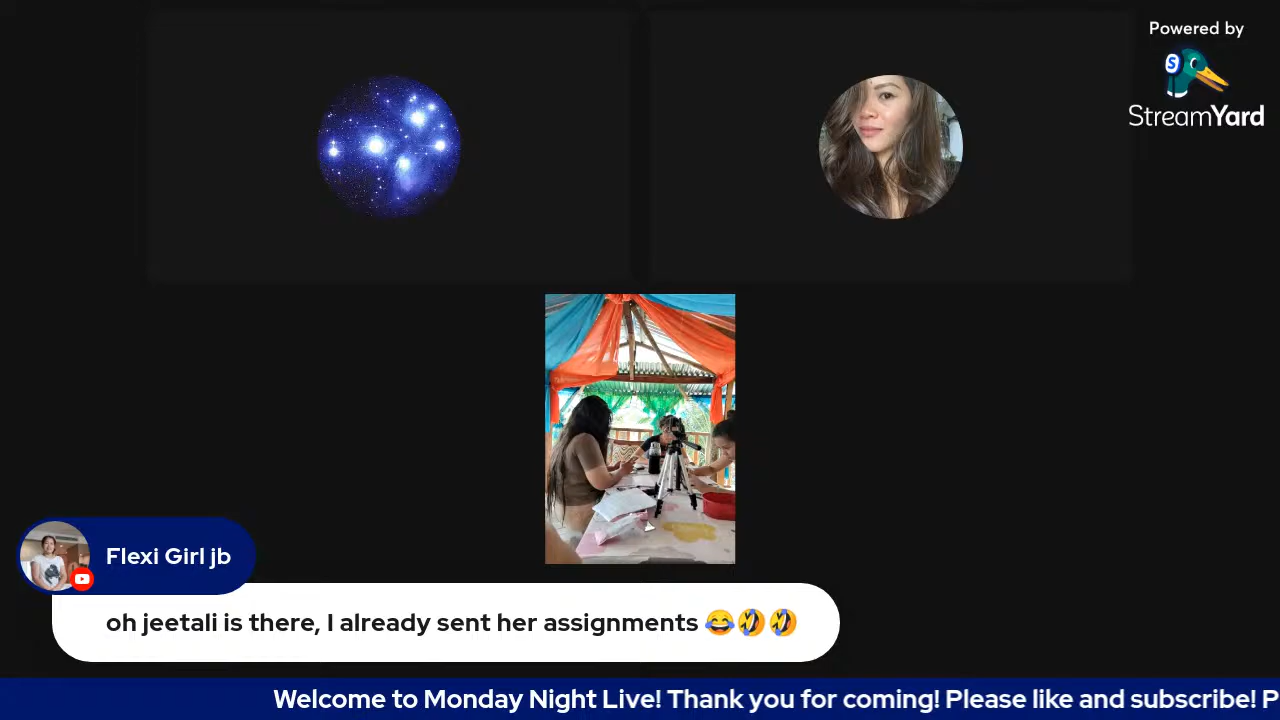 Powered by
StreamYard
Flexi Girl jb
oh jeetali is there, I already sent her assignments 😂🤣🤣
Welcome to Monday Night Live! Thank you for coming! Please like and subscribe! P